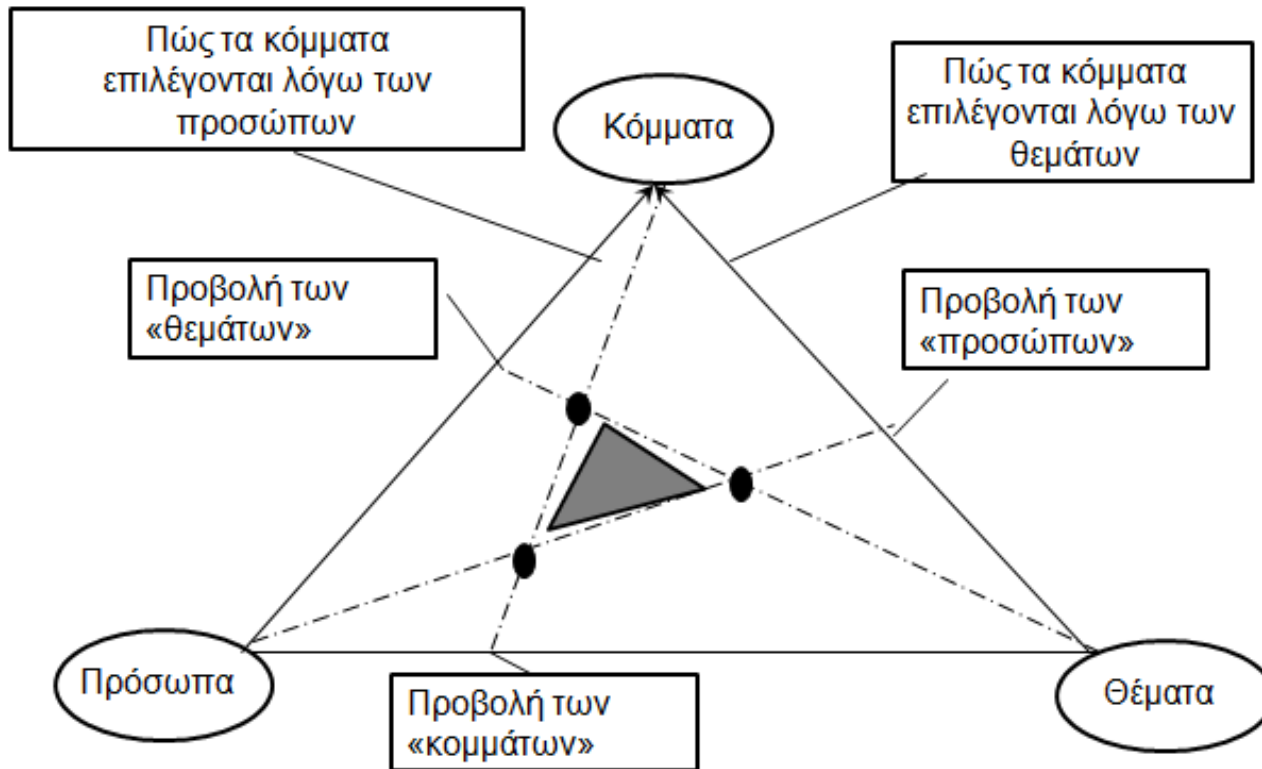 Πώς τα κόμματα
επιλέγονται λόγω των
προσώπων
Κόμματα
Πώς τα κόμματα
επιλέγονται λόγω των
θεμάτων
Προβολή των
«θεμάτων»
Προβολή των
«προσώπων»
Πρόσωπα
Προβολή των
«κομμάτων»
Θέματα